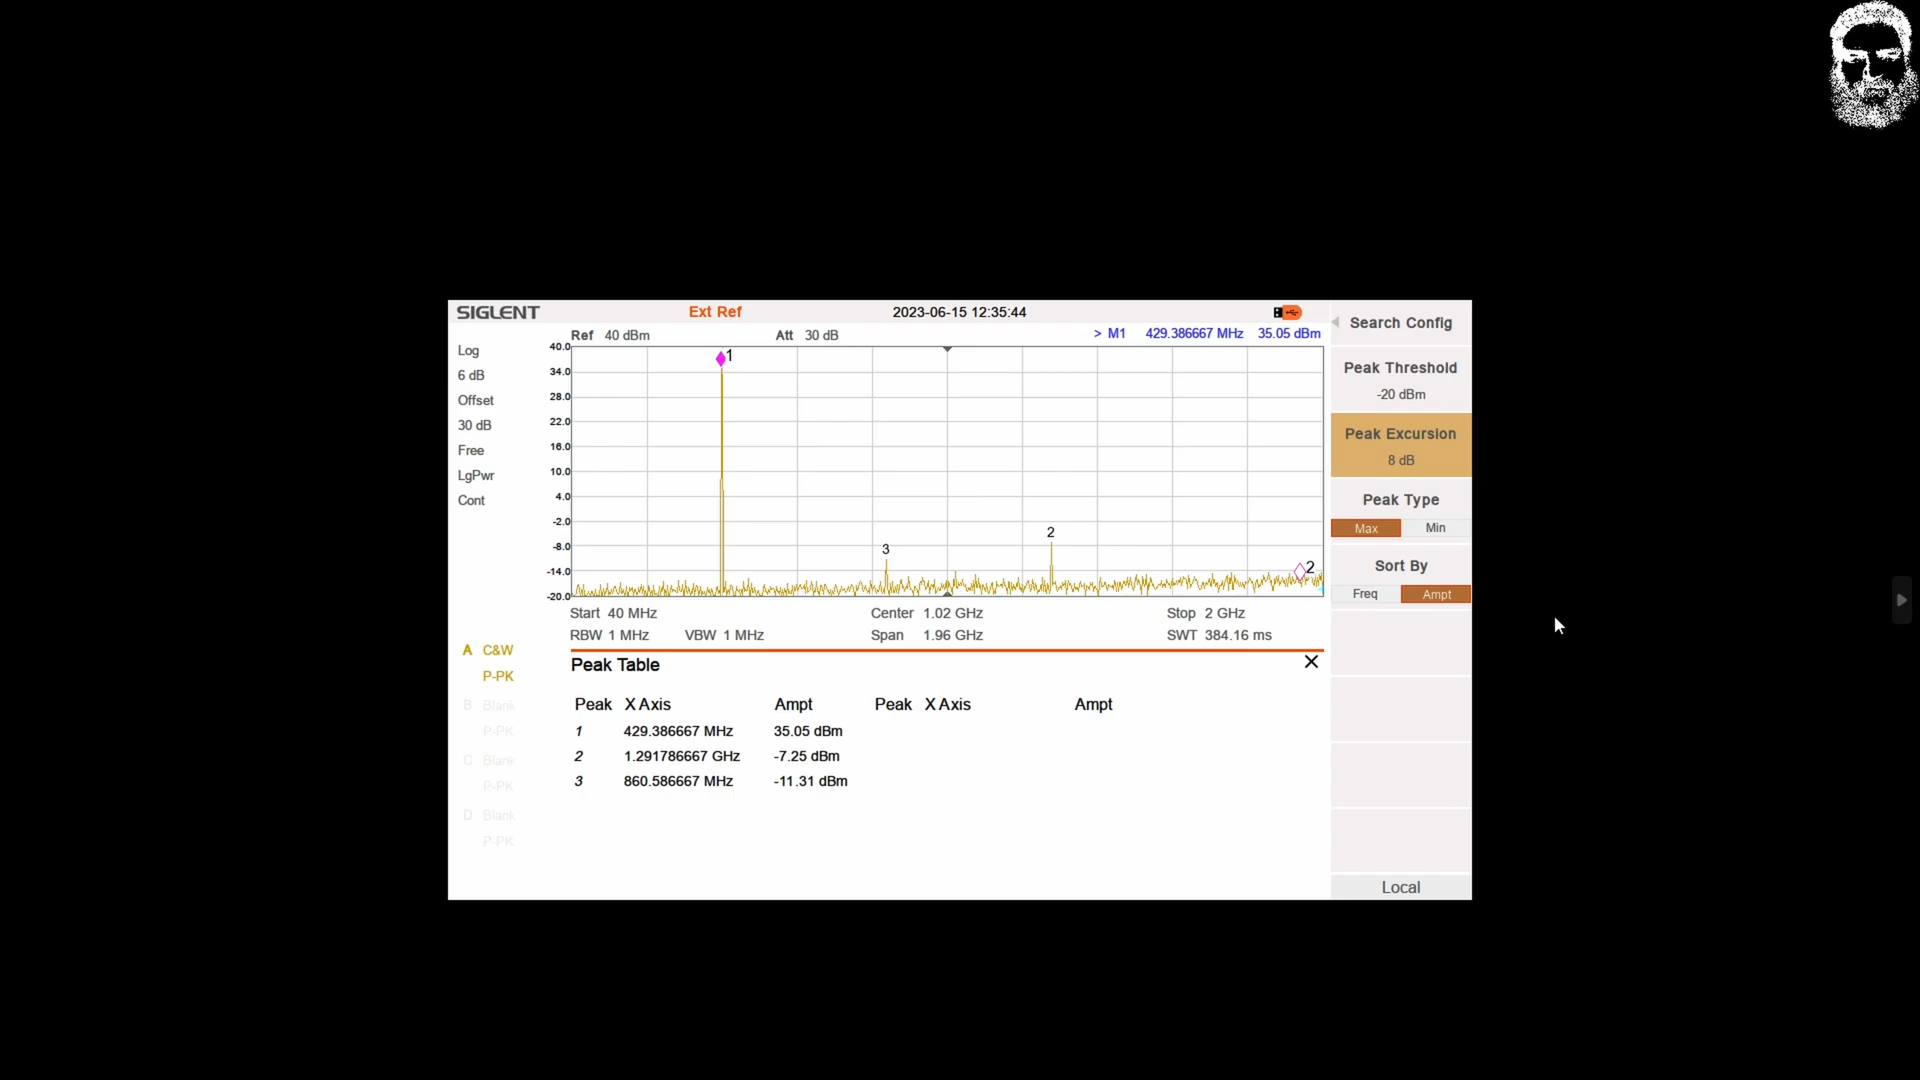 SIGLENT Ext Ref 2023-06-15 12:35:44
Search Config
Ref 40 dBm Att 30 dB > M1 429.386667 MHz 35.05 dBm
Log
6 dB
Offset
30 dB
Free
LgPwr
Cont
40.0
34.0
28.0
22.0
16.0
10.0
4.0
-2.0
-8.0
-14.0
-20.0
1
3
2
2
Start 40 MHz Center 1.02 GHz Stop 2 GHz
RBW 1 MHz VBW 1 MHz Span 1.96 GHz SWT 384.16 ms
A C&W
P-PK
B Blank
P-PK
C Blank
P-PK
D Blank
P-PK
Peak Table
Peak X Axis Ampt Peak X Axis Ampt
1 429.386667 MHz 35.05 dBm
2 1.291786667 GHz -7.25 dBm
3 860.586667 MHz -11.31 dBm
Peak Threshold
-20 dBm
Peak Excursion
8 dB
Peak Type
Max Min
Sort By
Freq Ampt
Local